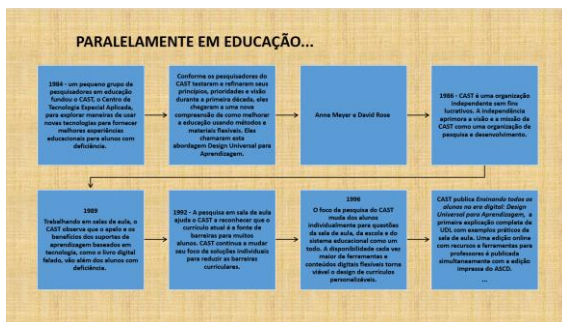 PARALELAMENTE EM EDUCAÇÃO...
1984 - um pequeno grupo de
pesquisadores em educação
fundou o CAST, o Centro de
Tecnologia Especial Aplicada,
para explorar maneiras de usar
novas tecnologias para fornecer
melhores experiências
educacionais para alunos com
deficiência.
Conforme os pesquisadores do
CAST testaram e refinaram seus
princípios, prioridades e visão
durante a primeira década, eles
chegaram a uma nova
compreensão de como melhorar
a educação usando métodos e
materiais flexíveis. Eles
chamaram esta
abordagem Design Universal para
Aprendizagem.
Anne Meyer e David Rose
1986 - CAST é uma organização
independente sem fins
lucrativos. A independência
aprimora a visão e a missão de
CAST como uma organização de
pesquisa e desenvolvimento.
1989
Trabalhando em salas de aula, o
CAST observa que o apelo e os
benefícios dos suportes de
aprendizagem baseados em
tecnologia, como o livro digital
falado, vão além dos alunos com
deficiência.
1992 - A pesquisa em sala de aula
ajuda o CAST a reconhecer que o
currículo atual é a fonte de
barreiras para muitos
alunos. CAST continua a mudar
seu foco de soluções individuais
para reduzir as barreiras
curriculares.
1996
O foco da pesquisa do CAST
muda dos alunos
individualmente para questões
da sala de aula, da escola e do
sistema educacional como um
todo. A disponibilidade cada vez
maior de ferramentas e
conteúdos digitais flexíveis torna
viável o design de currículos
personalizáveis.
CAST publica Ensinando todos os
alunos na era digital: Design
Universal para Aprendizagem, a
primeira explicação completa de
UDL com exemplos práticos de
sala de aula. Uma edição online
com recursos e ferramentas para
professores é publicada
simultaneamente com a edição
impressa do ASCD.
...